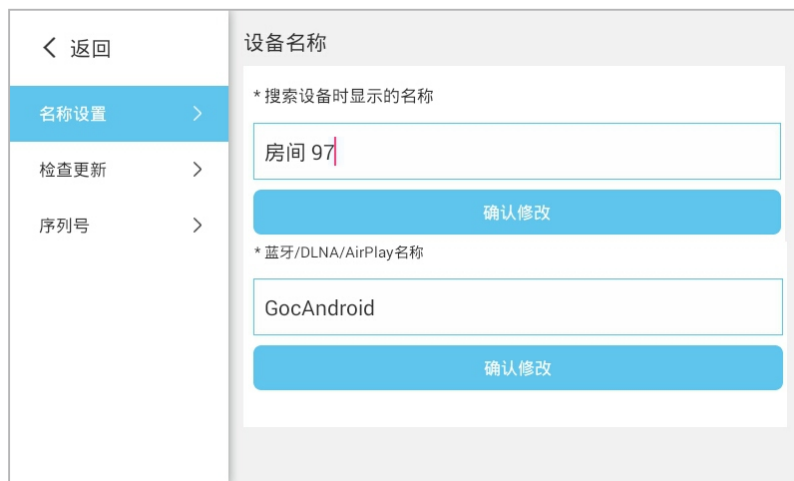 返回
名称设置
检查更新
序列号
设备名称
*搜索设备时显示的名称
房间 97
确认修改
*蓝牙/DLNA/AirPlay名称
GocAndroid
确认修改